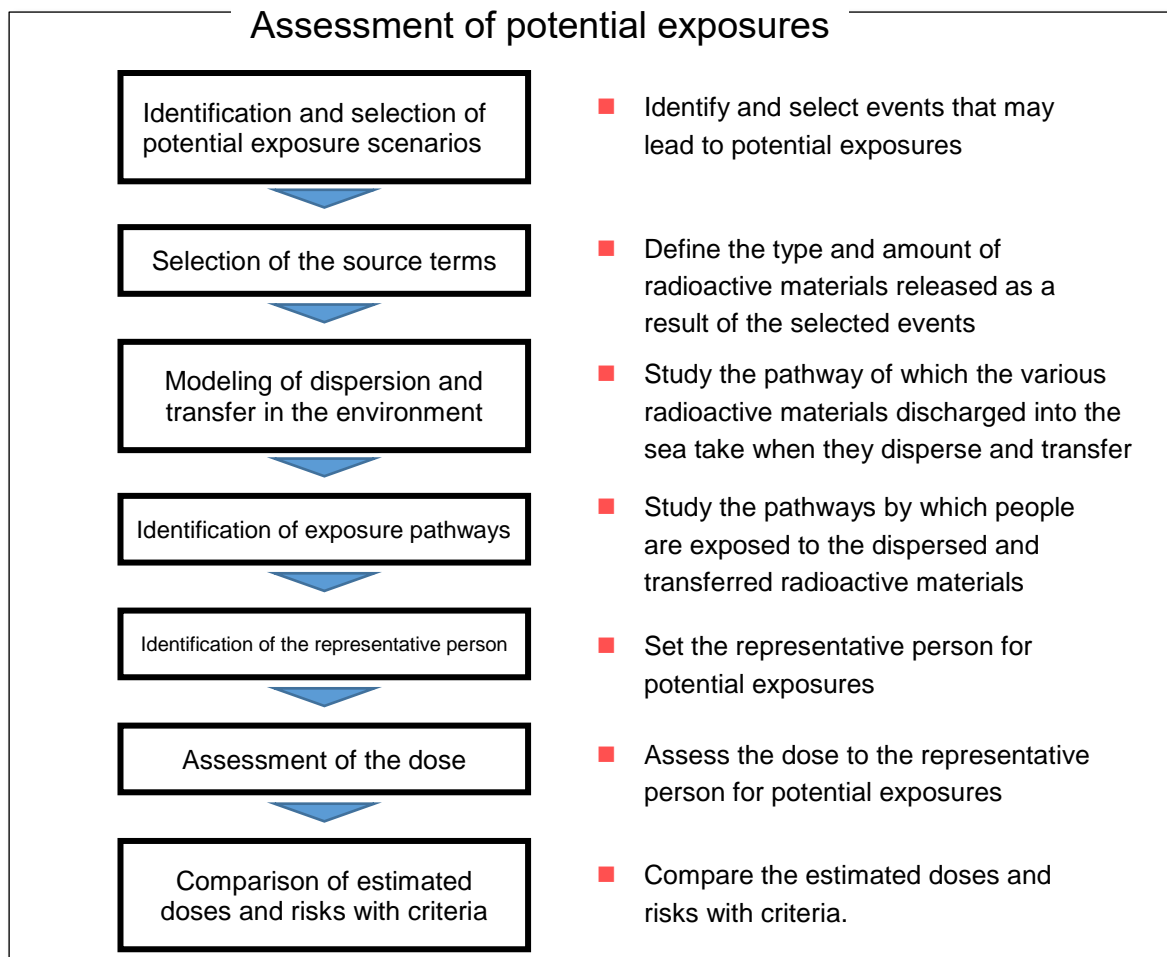 Assessment of potential exposures
Identification and selection of
potential exposure scenarios
Identify and select events that may
lead to potential exposures
Selection of the source terms
Define the type and amount of
radioactive materials released as a
result of the selected events
Modeling of dispersion and
transfer in the environment
Study the pathway of which the various
radioactive materials discharged into the
sea take when they disperse and transfer
Identification of exposure pathways
Study the pathways by which people
are exposed to the dispersed and
transferred radioactive materials
Identification of the representative person
Set the representative person for
potential exposures
Assessment of the dose
Assess the dose to the representative
person for potential exposures
Comparison of estimated
doses and risks with criteria
Compare the estimated doses and
risks with criteria.